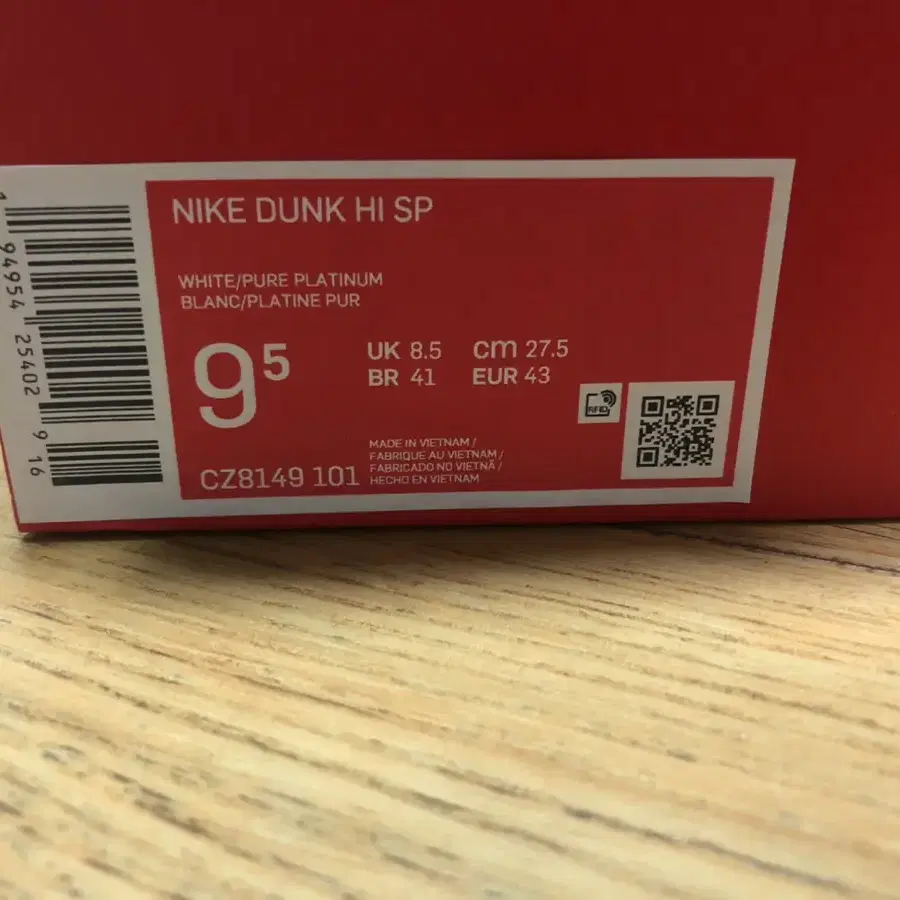 NIKE DUNK HI SP
WHITE/PURE PLATINUM
BLANC/PLATINE PUR
9⁵
UK 8.5 cm 27.5
BR 41 EUR 43
RFID
MADE IN VIETNAM /
FABRIQUE AU VIETNAM /
FABRICADO NO VIETNÃ /
HECHO EN VIETNAM
CZ8149 101
1 94954 25402 9 16